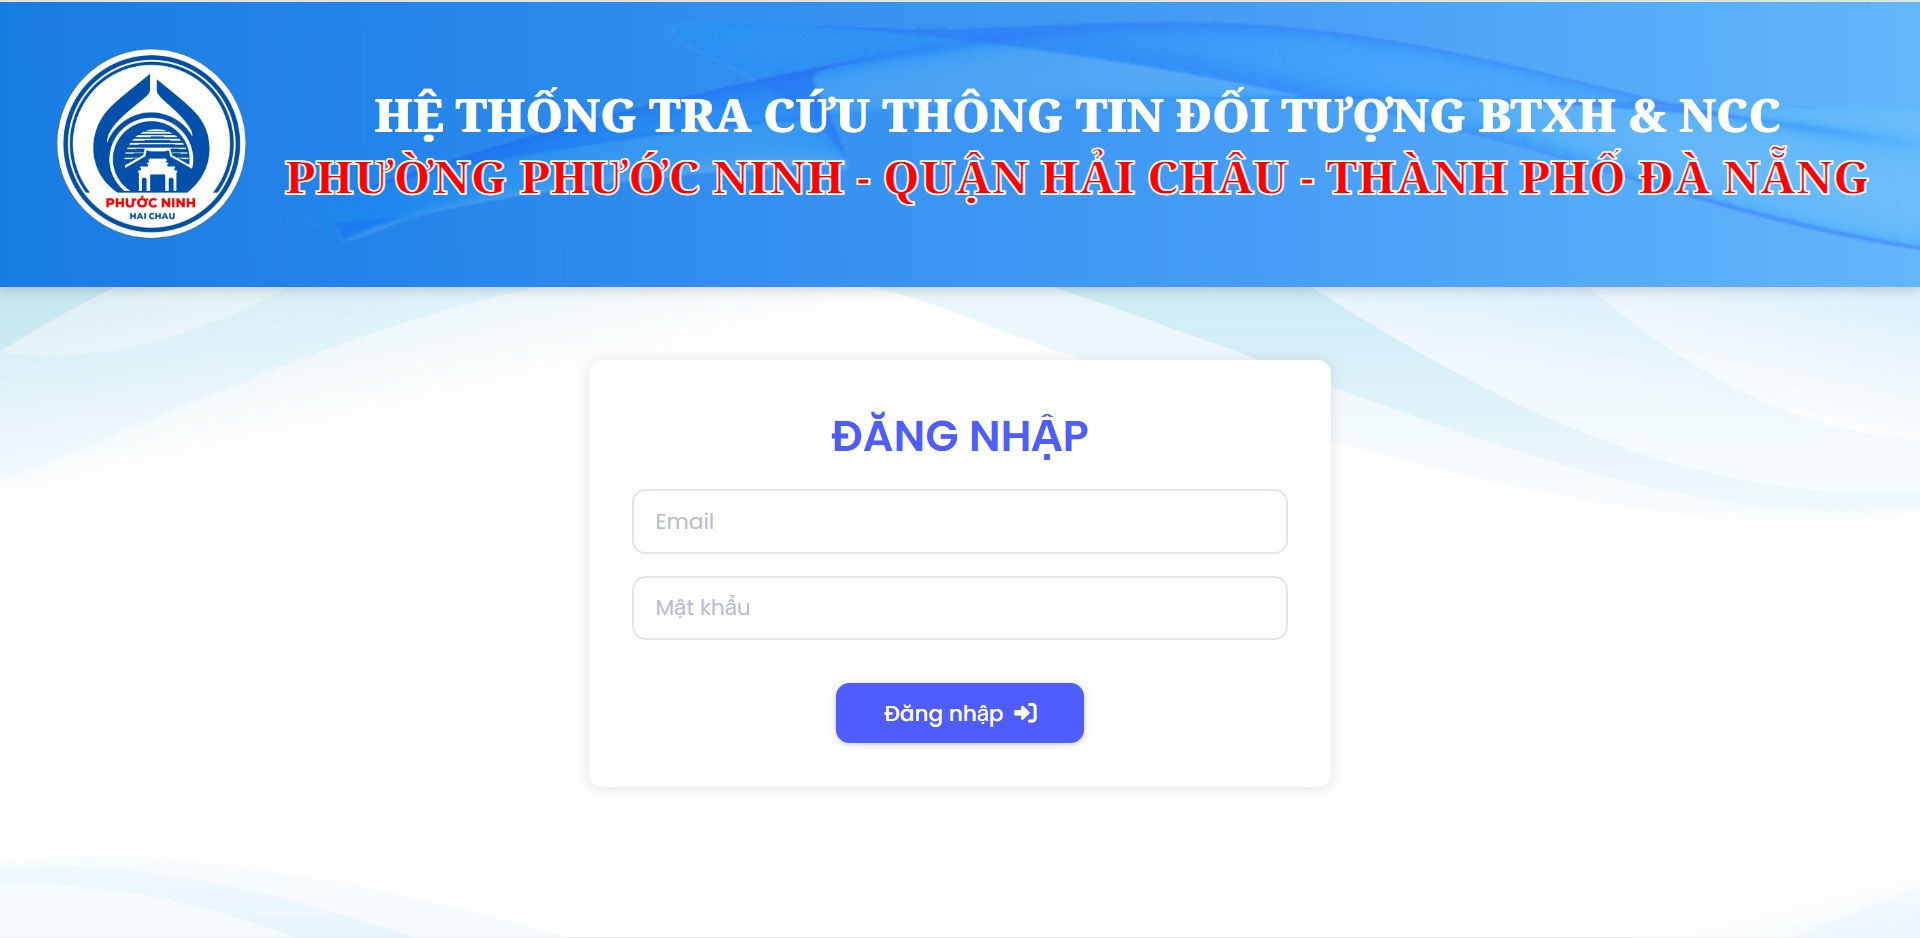 HỆ THỐNG TRA CỨU THÔNG TIN ĐỐI TƯỢNG BTXH & NCC
PHƯỜNG PHƯỚC NINH - QUẬN HẢI CHÂU - THÀNH PHỐ ĐÀ NẴNG
PHƯỚC NINH
HAI CHAU
ĐĂNG NHẬP
Email
Mật khẩu
Đăng nhập